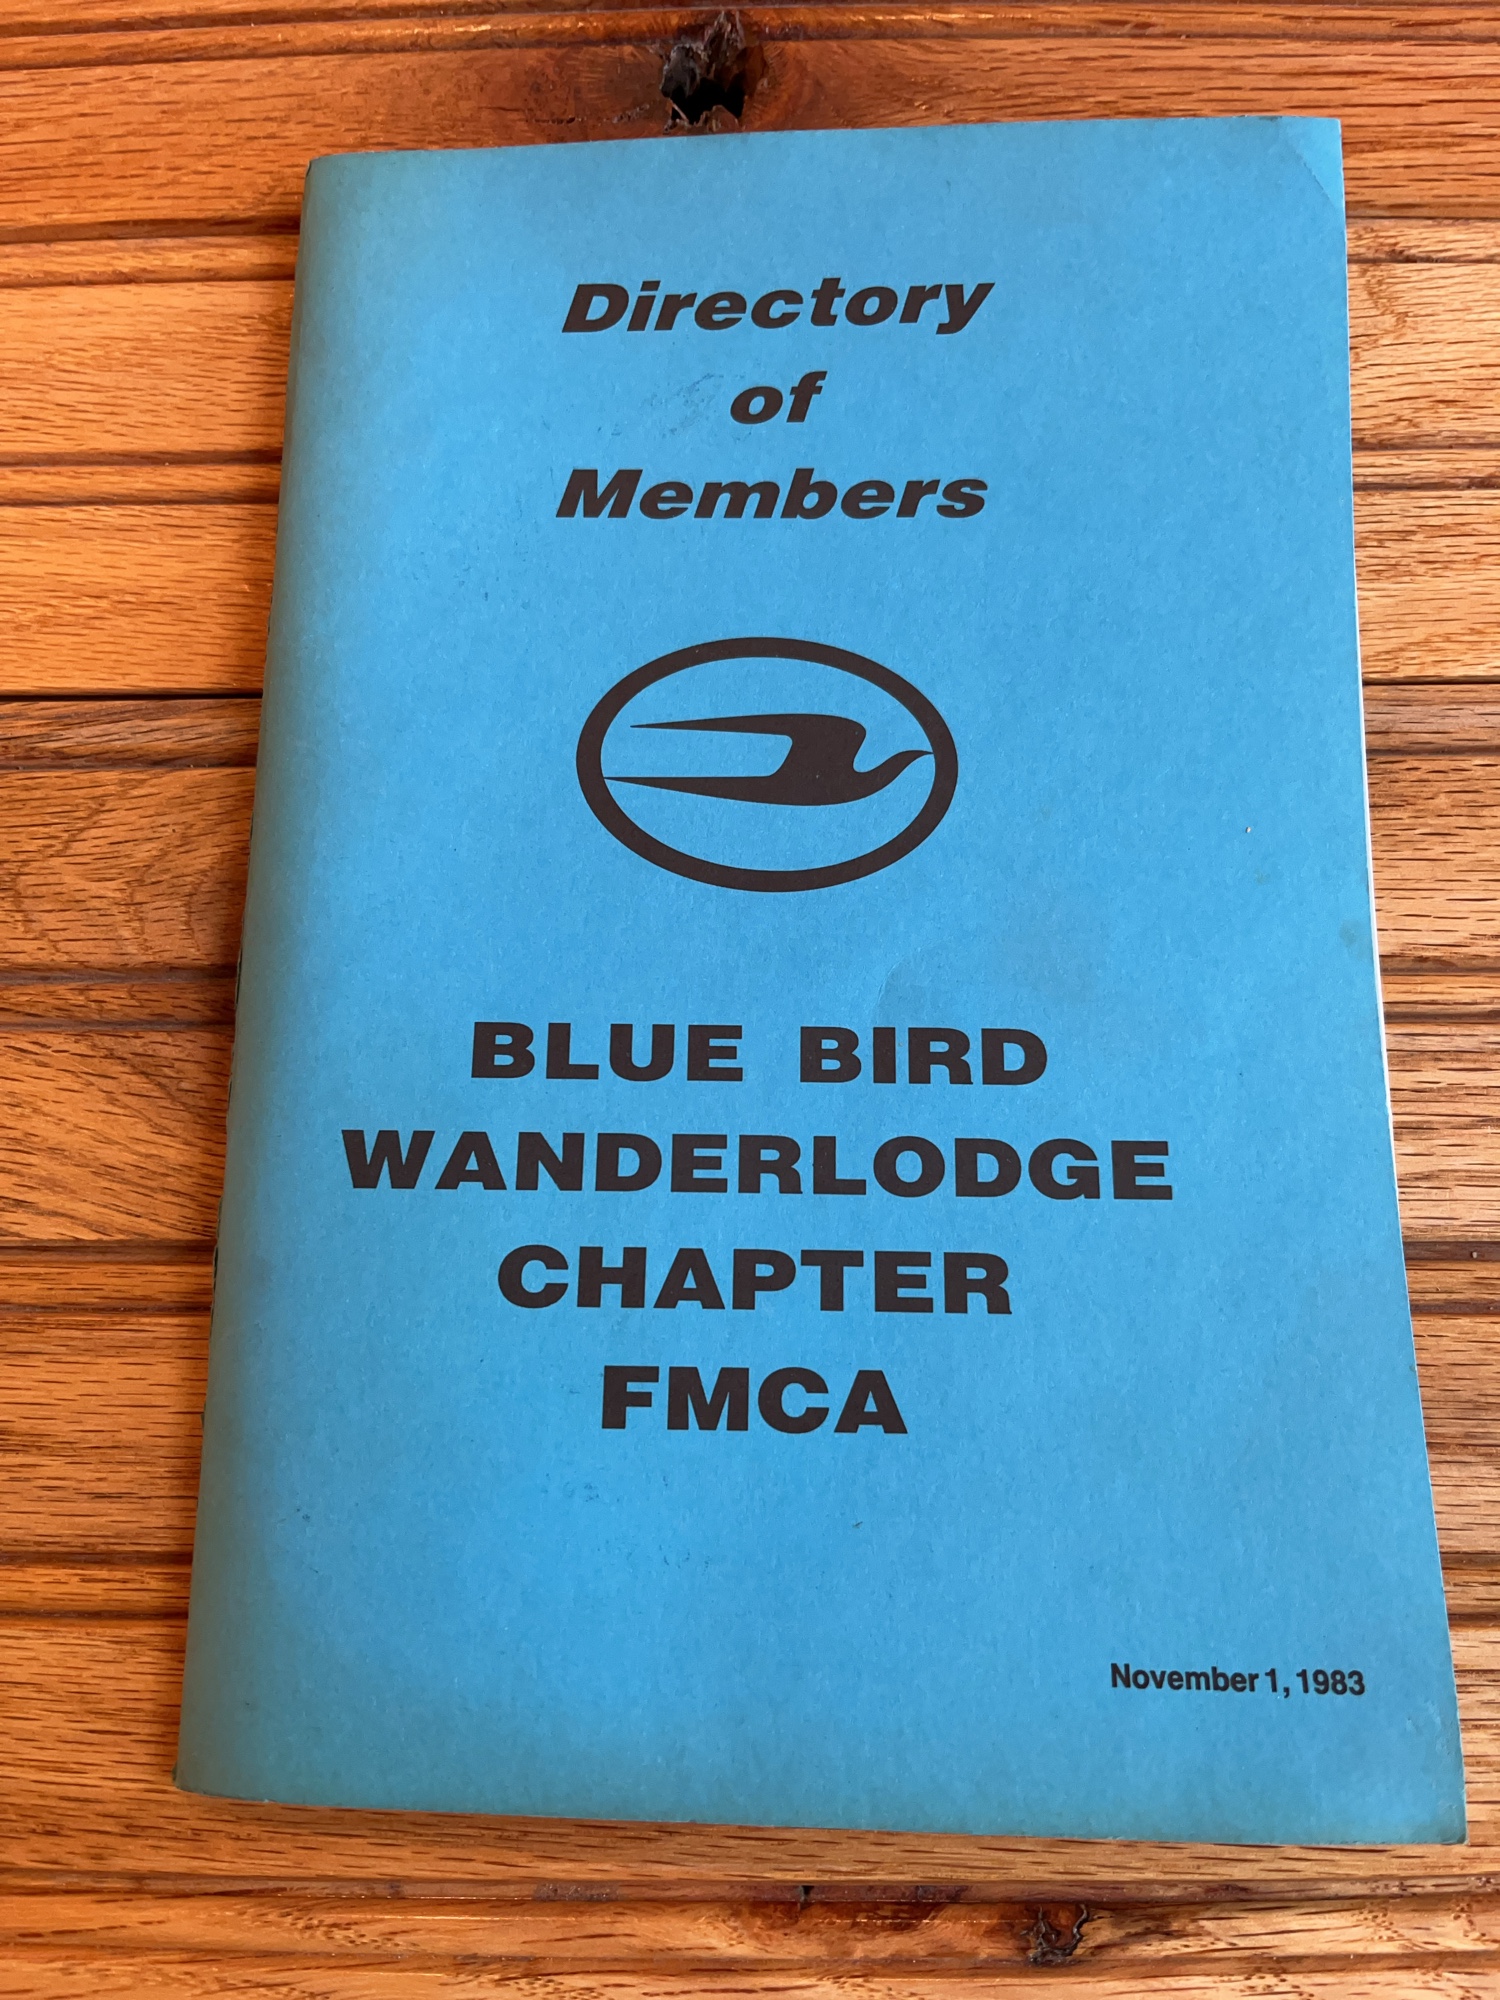 Directory
of
Members
BLUE BIRD
WANDERLODGE
CHAPTER
FMCA
November 1, 1983